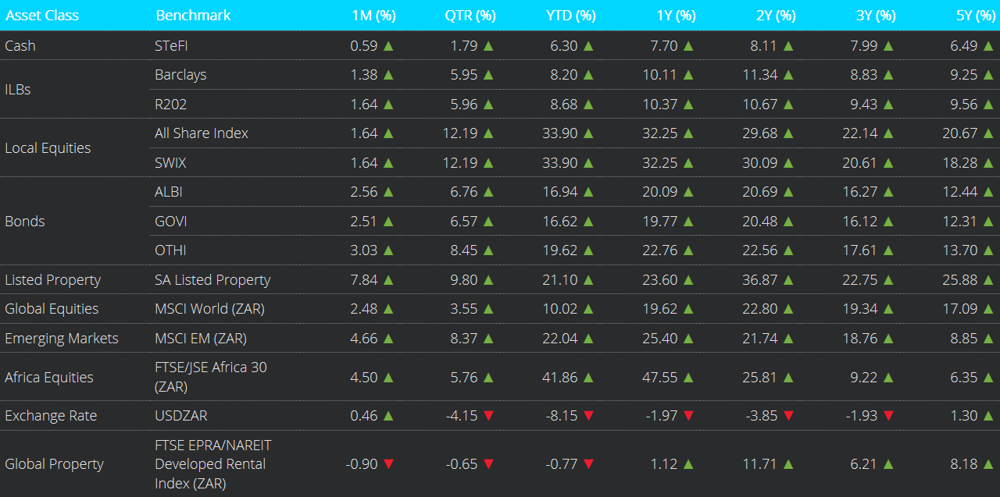 Asset Class Benchmark 1M (%) QTR (%) YTD (%) 1Y (%) 2Y (%) 3Y (%) 5Y (%)
Cash STeFI 0.59 ▲ 1.79 ▲ 6.30 ▲ 7.70 ▲ 8.11 ▲ 7.99 ▲ 6.49 ▲
ILBs
Barclays 1.38 ▲ 5.95 ▲ 8.20 ▲ 10.11 ▲ 11.34 ▲ 8.83 ▲ 9.25 ▲
R202 1.64 ▲ 5.96 ▲ 8.68 ▲ 10.37 ▲ 10.67 ▲ 9.43 ▲ 9.56 ▲
Local Equities
All Share Index 1.64 ▲ 12.19 ▲ 33.90 ▲ 32.25 ▲ 29.68 ▲ 22.14 ▲ 20.67 ▲
SWIX 1.64 ▲ 12.19 ▲ 33.90 ▲ 32.25 ▲ 30.09 ▲ 20.61 ▲ 18.28 ▲
Bonds
ALBI 2.56 ▲ 6.76 ▲ 16.94 ▲ 20.09 ▲ 20.69 ▲ 16.27 ▲ 12.44 ▲
GOVI 2.51 ▲ 6.57 ▲ 16.62 ▲ 19.77 ▲ 20.48 ▲ 16.12 ▲ 12.31 ▲
OTHI 3.03 ▲ 8.45 ▲ 19.62 ▲ 22.76 ▲ 22.56 ▲ 17.61 ▲ 13.70 ▲
Listed Property SA Listed Property 7.84 ▲ 9.80 ▲ 21.10 ▲ 23.60 ▲ 36.87 ▲ 22.75 ▲ 25.88 ▲
Global Equities MSCI World (ZAR) 2.48 ▲ 3.55 ▲ 10.02 ▲ 19.62 ▲ 22.80 ▲ 19.34 ▲ 17.09 ▲
Emerging Markets MSCI EM (ZAR) 4.66 ▲ 8.37 ▲ 22.04 ▲ 25.40 ▲ 21.74 ▲ 18.76 ▲ 8.85 ▲
Africa Equities
FTSE/JSE Africa 30
(ZAR)
4.50 ▲ 5.76 ▲ 41.86 ▲ 47.55 ▲ 25.81 ▲ 9.22 ▲ 6.35 ▲
Exchange Rate USDZAR 0.46 ▲ -4.15 ▼ -8.15 ▼ -1.97 ▼ -3.85 ▼ -1.93 ▼ 1.30 ▲
Global Property
FTSE EPRA/NAREIT
Developed Rental
Index (ZAR)
-0.90 ▼ -0.65 ▼ -0.77 ▼ 1.12 ▲ 11.71 ▲ 6.21 ▲ 8.18 ▲